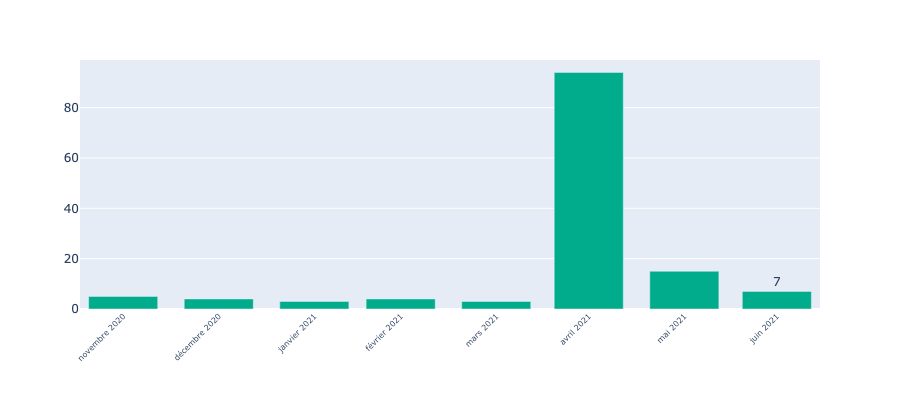 80
60
40
20
0
7
novembre 2020
décembre 2020
janvier 2021
février 2021
mars 2021
avril 2021
mai 2021
juin 2021